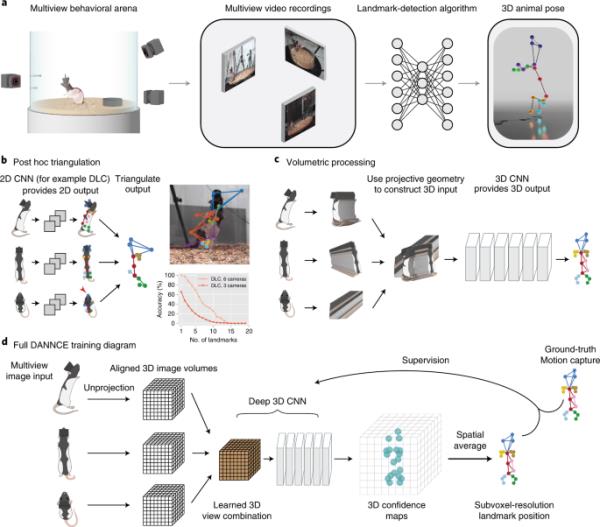 a
Multiview behavioral arena
Multiview video recordings
Landmark-detection algorithm
3D animal pose
b Post hoc triangulation
2D CNN (for example DLC)
provides 2D output
Triangulate
output
Accuracy (%)
100
80
60
40
20
0
DLC, 6 cameras
DLC, 3 cameras
1 5 10 15 20
No. of landmarks
c Volumetric processing
Use projective geometry
to construct 3D input
3D CNN
provides 3D output
d Full DANNCE training diagram
Multiview
image input
Unprojection
Aligned 3D image volumes
Learned 3D
view combination
Deep 3D CNN
3D confidence
maps
Supervision
Spatial
average
Ground-truth
Motion capture
Subvoxel-resolution
landmark position